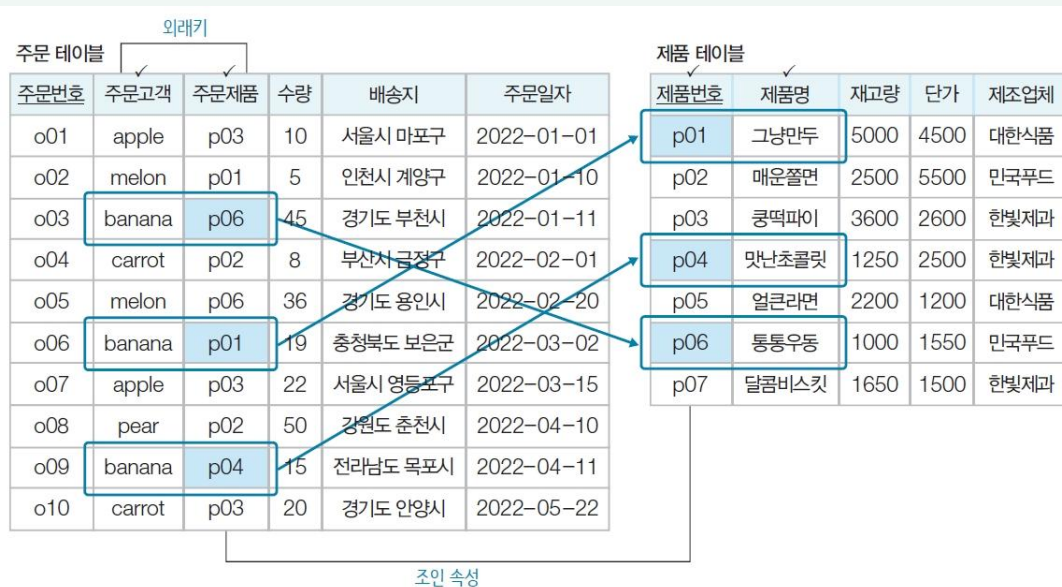 외래키
주문 테이블
주문번호 주문고객 주문제품 수량 배송지 주문일자
o01 apple p03 10 서울시 마포구 2022-01-01
o02 melon p01 5 인천시 계양구 2022-01-10
o03 banana p06 45 경기도 부천시 2022-01-11
o04 carrot p02 8 부산시 금정구 2022-02-01
o05 melon p06 36 경기도 용인시 2022-02-20
o06 banana p01 19 충청북도 보은군 2022-03-02
o07 apple p03 22 서울시 영등포구 2022-03-15
o08 pear p02 50 강원도 춘천시 2022-04-10
o09 banana p04 15 전라남도 목포시 2022-04-11
o10 carrot p03 20 경기도 안양시 2022-05-22
제품 테이블
제품번호 제품명 재고량 단가 제조업체
p01 그냥만두 5000 4500 대한식품
p02 매운쫄면 2500 5500 민국푸드
p03 쿵떡파이 3600 2600 한빛제과
p04 맛난초콜릿 1250 2500 한빛제과
p05 얼큰라면 2200 1200 대한식품
p06 통통우동 1000 1550 민국푸드
p07 달콤비스킷 1650 1500 한빛제과
조인 속성